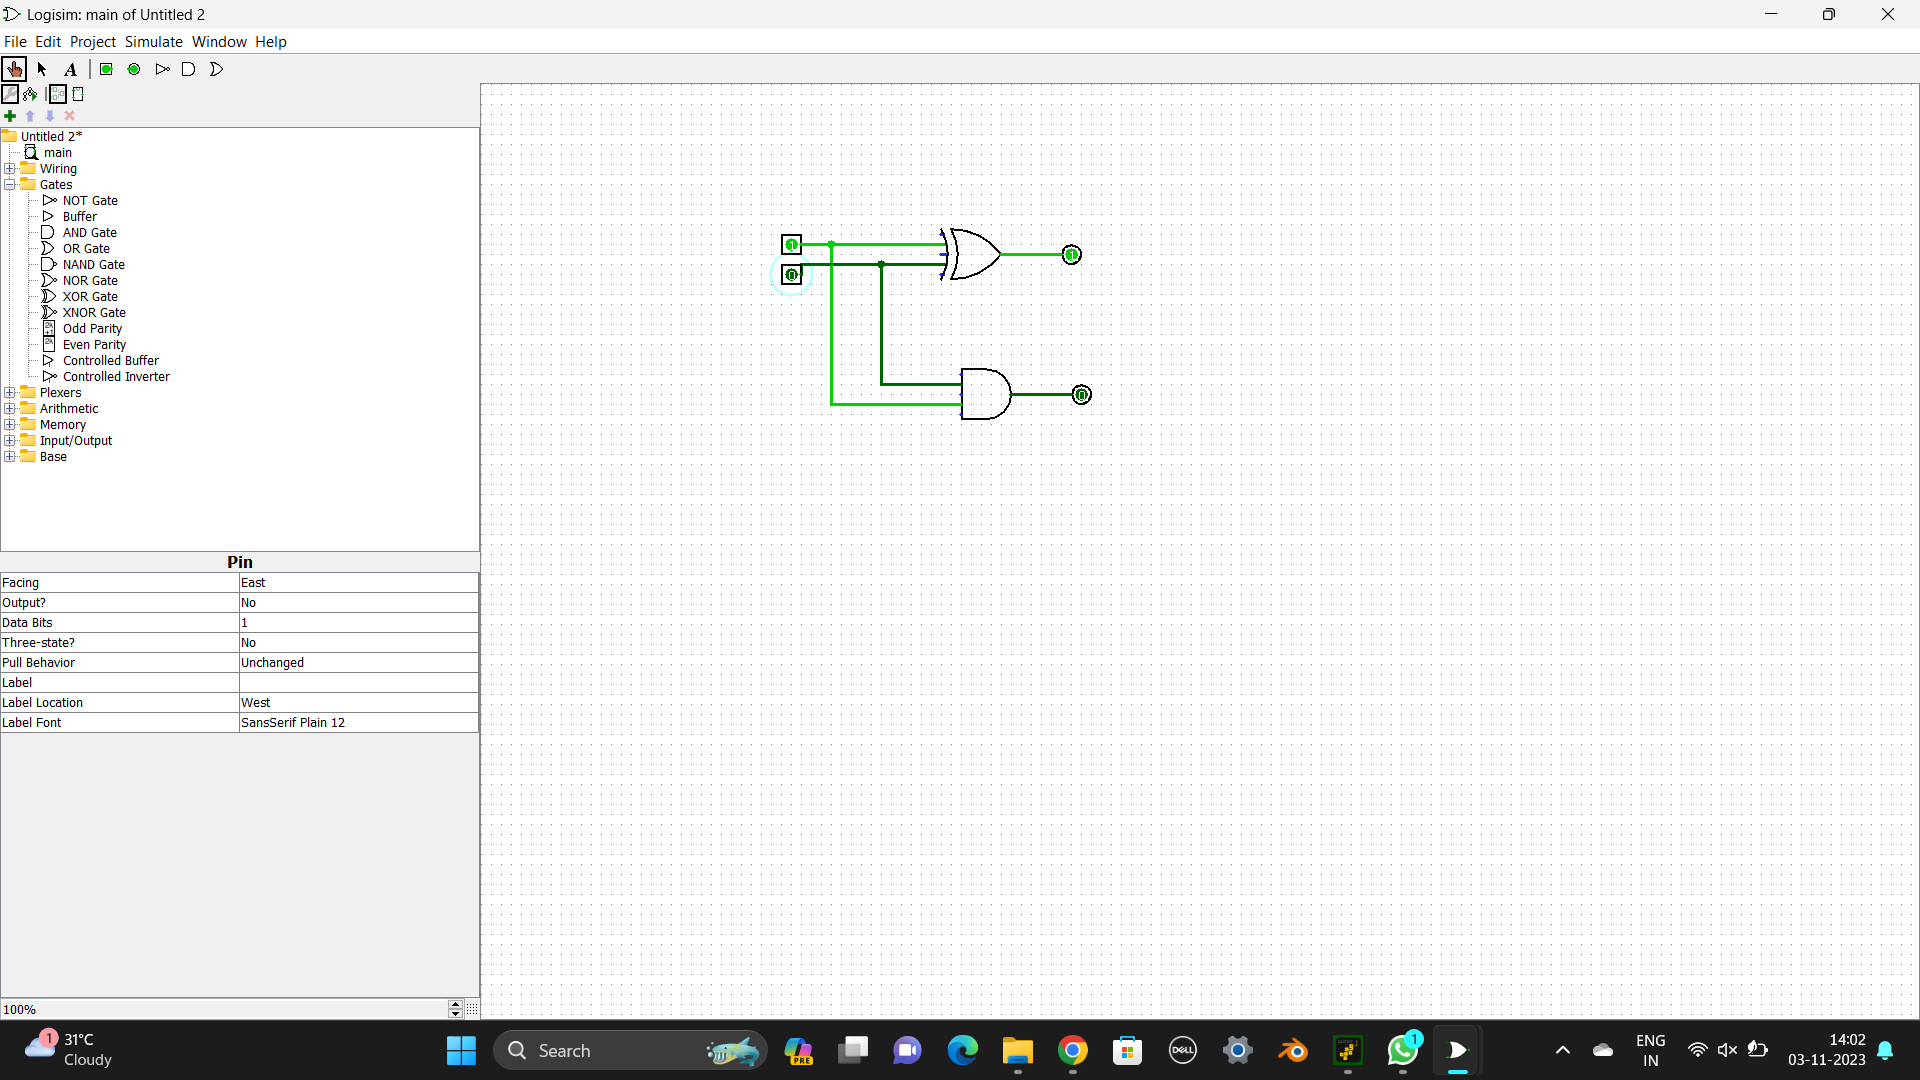 Logisim: main of Untitled 2
File Edit Project Simulate Window Help
A
Untitled 2*
main
Wiring
Gates
NOT Gate
Buffer
AND Gate
OR Gate
NAND Gate
NOR Gate
XOR Gate
XNOR Gate
Odd Parity
Even Parity
Controlled Buffer
Controlled Inverter
Plexers
Arithmetic
Memory
Input/Output
Base
1
0
1
0
Pin
Facing East
Output? No
Data Bits 1
Three-state? No
Pull Behavior Unchanged
Label
Label Location West
Label Font SansSerif Plain 12
100%
1
31°C
Cloudy
Search
PRE
DELL
1
ENG
IN
14:02
03-11-2023